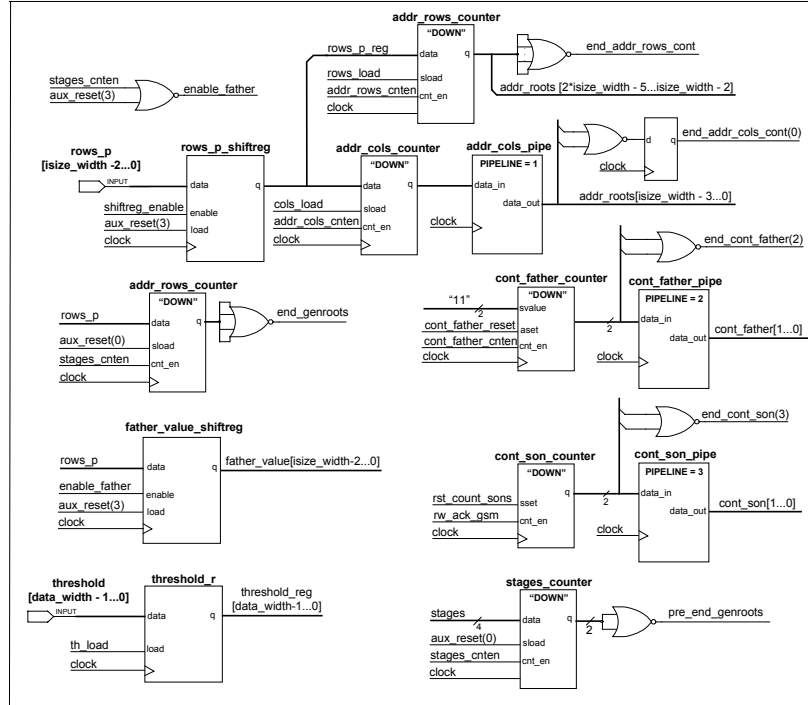 addr_rows_counter
“DOWN”
rows_p_reg
data
q
end_addr_rows_cont
rows_load
sload
addr_rows_cnten
cnt_en
clock
addr_roots [2*isize_width - 5...isize_width - 2]
stages_cnten
aux_reset(3)
enable_father
rows_p
[isize_width -2...0]
INPUT
rows_p_shiftreg
data
q
shiftreg_enable
enable
aux_reset(3)
load
clock
addr_cols_counter
“DOWN”
data
q
cols_load
sload
addr_cols_cnten
cnt_en
clock
addr_cols_pipe
PIPELINE = 1
data_in
data_out
clock
d
q
end_addr_cols_cont(0)
clock
addr_roots[isize_width - 3...0]
addr_rows_counter
“DOWN”
rows_p
data
q
end_genroots
aux_reset(0)
sload
stages_cnten
cnt_en
clock
end_cont_father(2)
cont_father_counter
“DOWN”
“11”
2
svalue
q
cont_father_reset
aset
cont_father_cnten
cnt_en
clock
2
cont_father_pipe
PIPELINE = 2
data_in
data_out
cont_father[1...0]
clock
father_value_shiftreg
rows_p
data
q
father_value[isize_width-2...0]
enable_father
enable
aux_reset(3)
load
clock
end_cont_son(3)
cont_son_counter
“DOWN”
q
rst_count_sons
sset
rw_ack_gsm
cnt_en
clock
2
cont_son_pipe
PIPELINE = 3
data_in
data_out
cont_son[1...0]
clock
threshold
[data_width - 1...0]
INPUT
threshold_r
data
q
threshold_reg
[data_width-1...0]
th_load
load
clock
stages_counter
“DOWN”
stages
4
data
q
2
pre_end_genroots
aux_reset(0)
sload
stages_cnten
cnt_en
clock